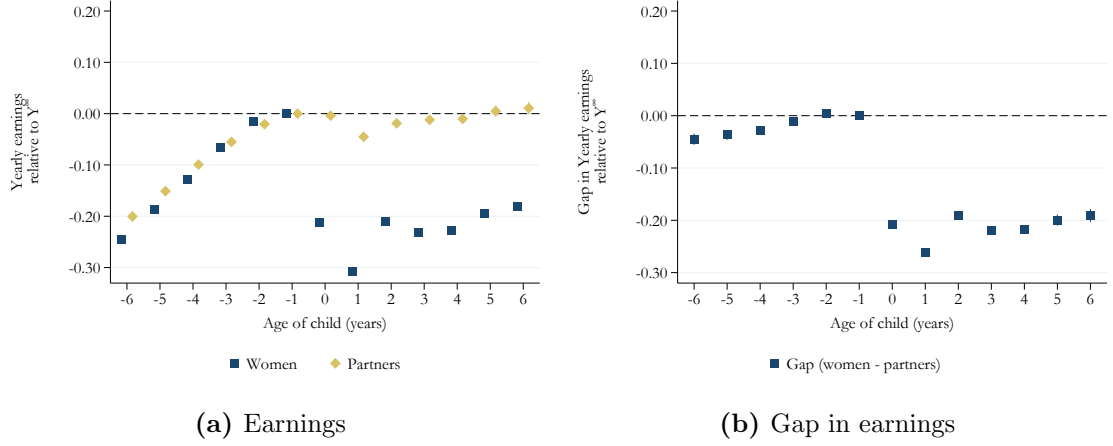 0.20
0.10
0.00
-0.10
-0.20
-0.30
Yearly earnings
relative to Y∞
-6 -5 -4 -3 -2 -1 0 1 2 3 4 5 6
Age of child (years)
Women Partners
(a) Earnings
0.20
0.10
0.00
-0.10
-0.20
-0.30
Gap in Yearly earnings
relative to Y∞
-6 -5 -4 -3 -2 -1 0 1 2 3 4 5 6
Age of child (years)
Gap (women - partners)
(b) Gap in earnings